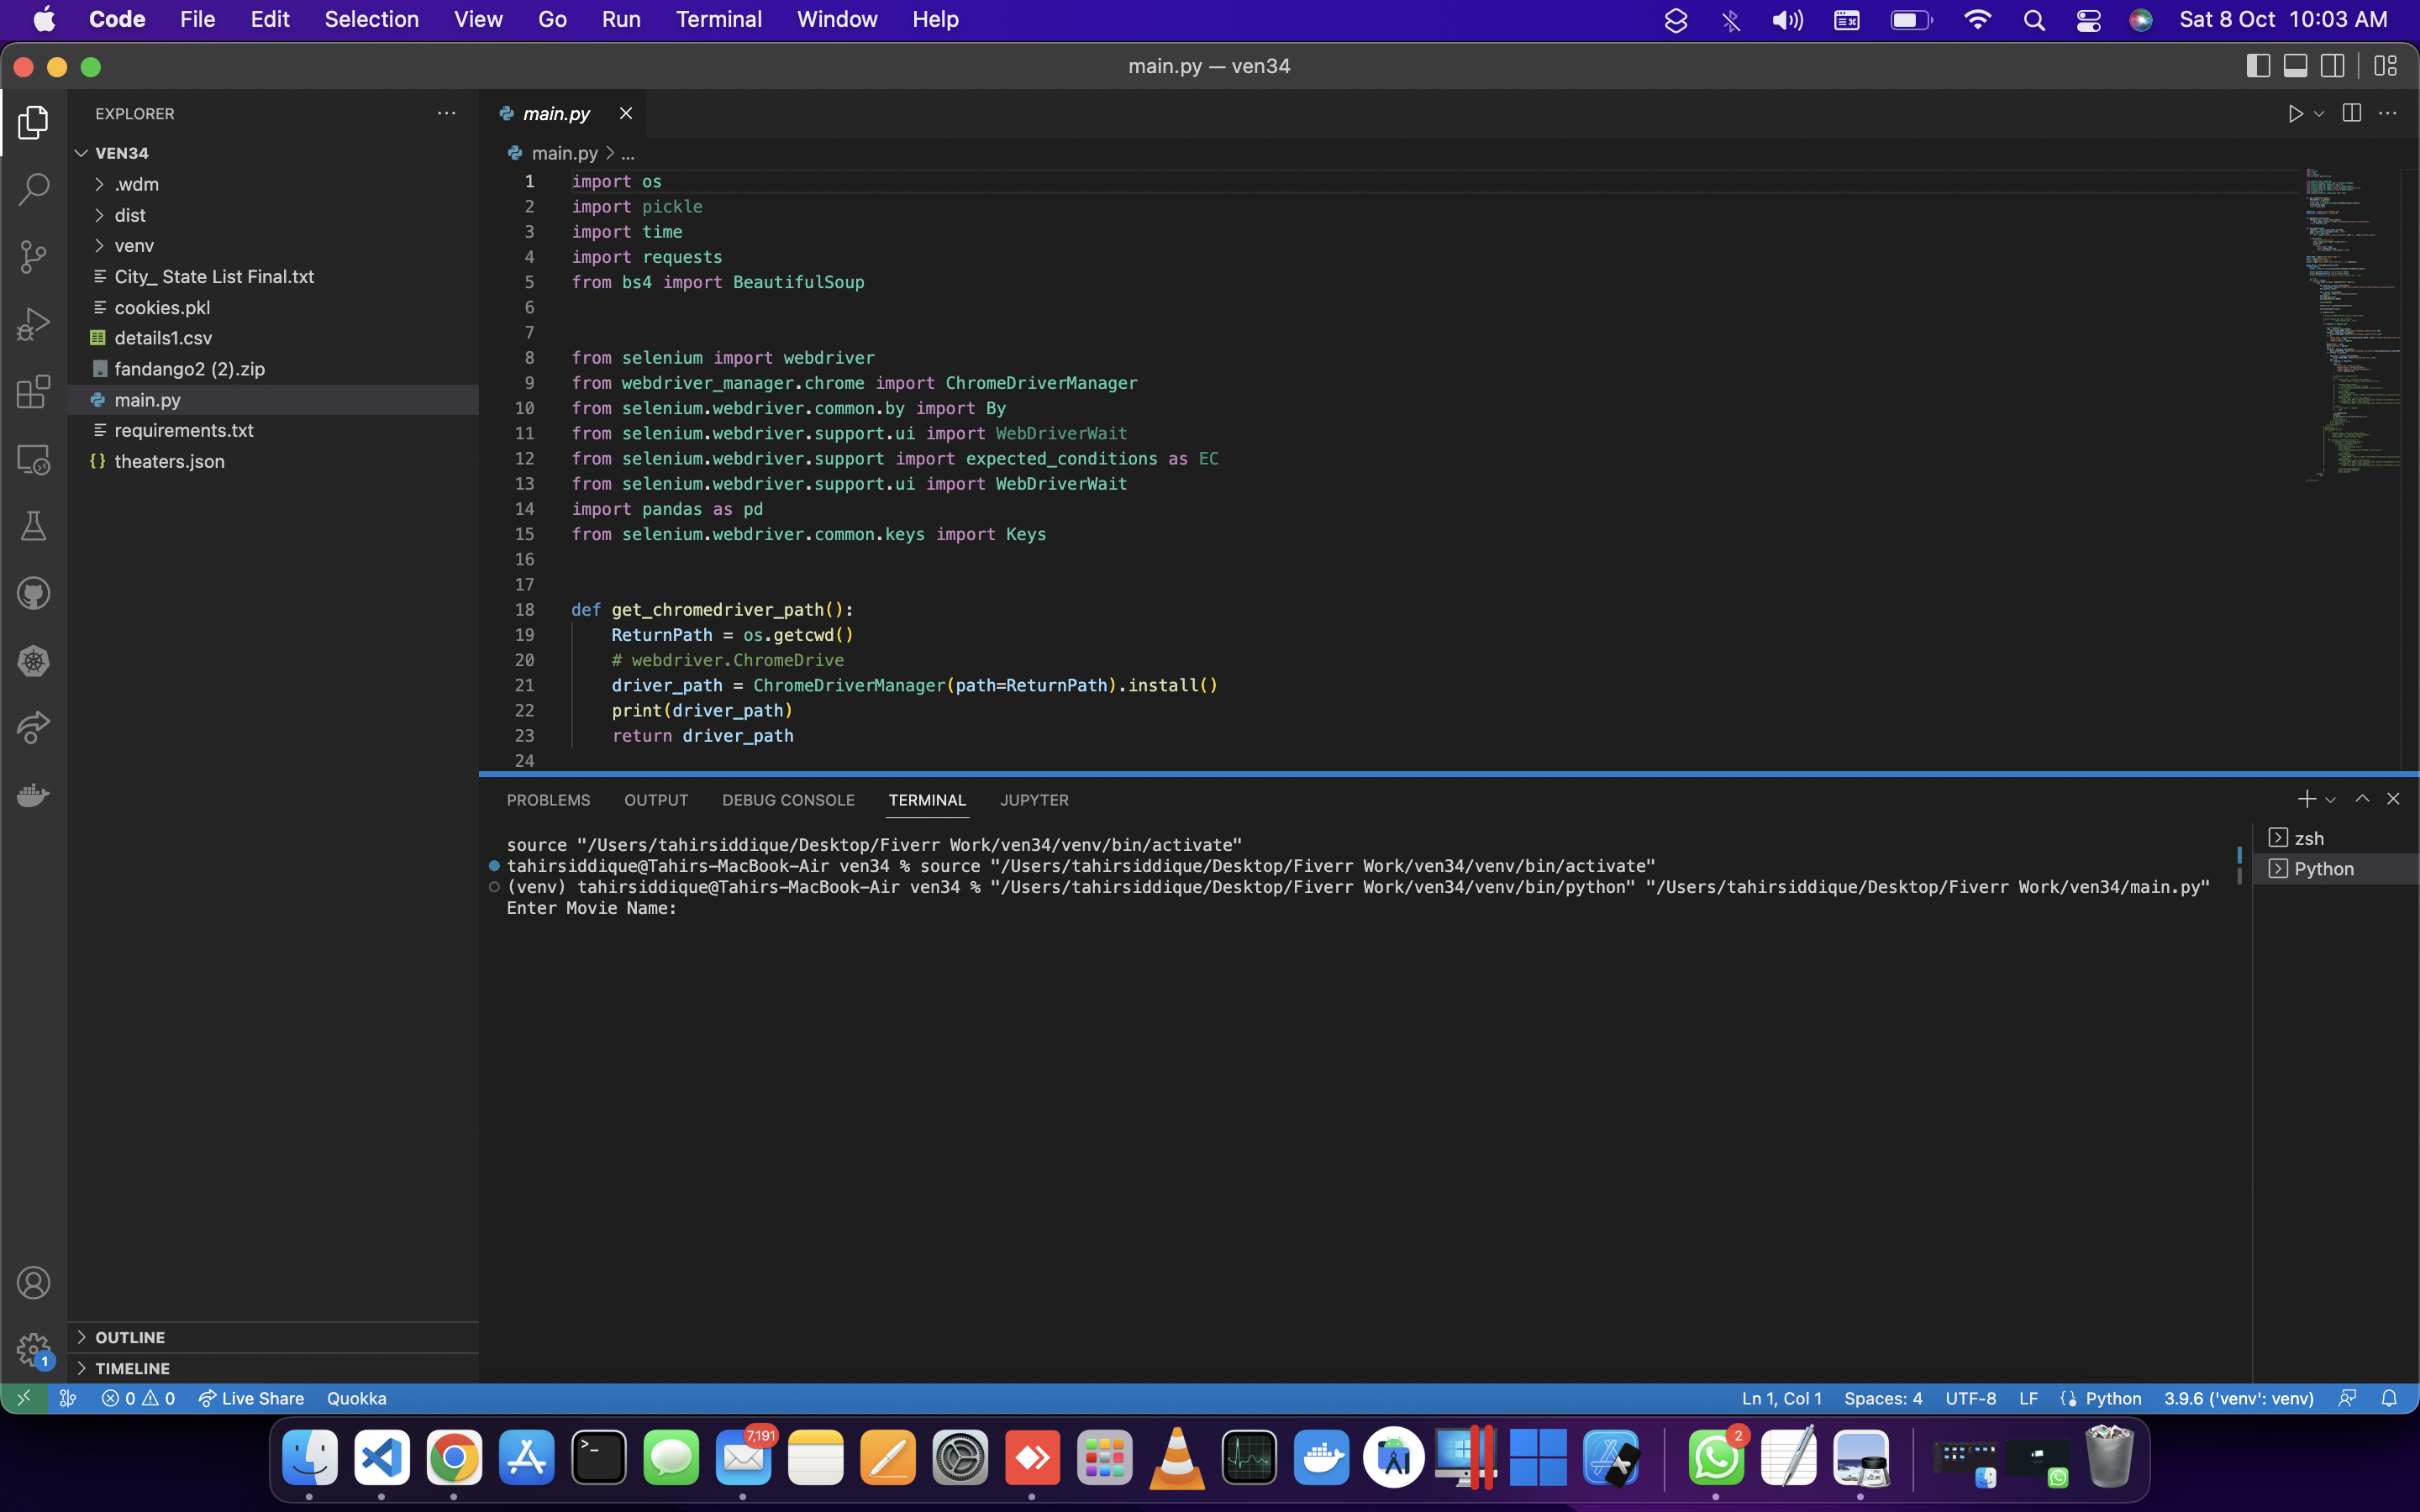 Code File Edit Selection View Go Run Terminal Window Help Sat 8 Oct 10:03 AM
main.py — ven34
EXPLORER
VEN34
.wdm
dist
venv
City_ State List Final.txt
cookies.pkl
details1.csv
fandango2 (2).zip
main.py
requirements.txt
theaters.json
OUTLINE
TIMELINE
main.py
main.py > ...
1 import os
2 import pickle
3 import time
4 import requests
5 from bs4 import BeautifulSoup
6
7
8 from selenium import webdriver
9 from webdriver_manager.chrome import ChromeDriverManager
10 from selenium.webdriver.common.by import By
11 from selenium.webdriver.support.ui import WebDriverWait
12 from selenium.webdriver.support import expected_conditions as EC
13 from selenium.webdriver.support.ui import WebDriverWait
14 import pandas as pd
15 from selenium.webdriver.common.keys import Keys
16
17
18 def get_chromedriver_path():
19 ReturnPath = os.getcwd()
20 # webdriver.ChromeDrive
21 driver_path = ChromeDriverManager(path=ReturnPath).install()
22 print(driver_path)
23 return driver_path
24
PROBLEMS OUTPUT DEBUG CONSOLE TERMINAL JUPYTER
source "/Users/tahirsiddique/Desktop/Fiverr Work/ven34/venv/bin/activate"
tahirsiddique@Tahirs-MacBook-Air ven34 % source "/Users/tahirsiddique/Desktop/Fiverr Work/ven34/venv/bin/activate"
(venv) tahirsiddique@Tahirs-MacBook-Air ven34 % "/Users/tahirsiddique/Desktop/Fiverr Work/ven34/venv/bin/python" "/Users/tahirsiddique/Desktop/Fiverr Work/ven34/main.py"
Enter Movie Name:
zsh
Python
1
0 0 Live Share Quokka Ln 1, Col 1 Spaces: 4 UTF-8 LF Python 3.9.6 ('venv': venv)
7,191
2